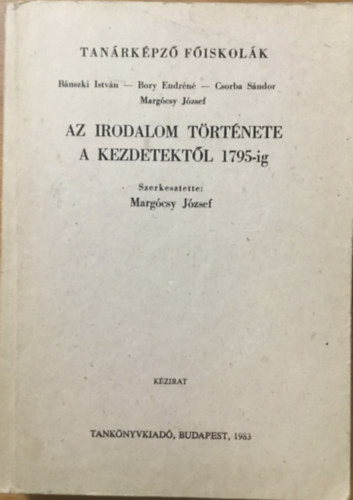 TANÁRKÉPZŐ FŐISKOLÁK
Bánszki István — Bory Endréné — Csorba Sándor
Margócsy József
AZ IRODALOM TÖRTÉNETE
A KEZDETEKTŐL 1795-ig
Szerkesztette:
Margócsy József
KÉZIRAT
TANKÖNYVKIADÓ, BUDAPEST, 1983